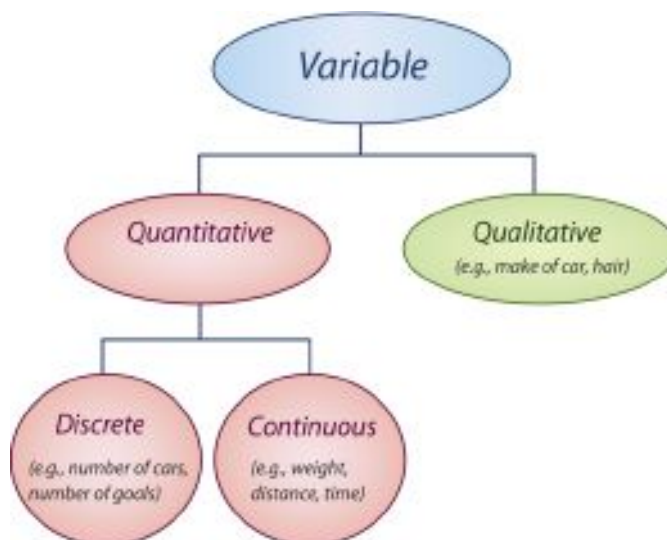 Variable
Quantitative
Qualitative
(e.g., make of car, hair)
Discrete
(e.g., number of cars,
number of goals)
Continuous
(e.g., weight,
distance, time)